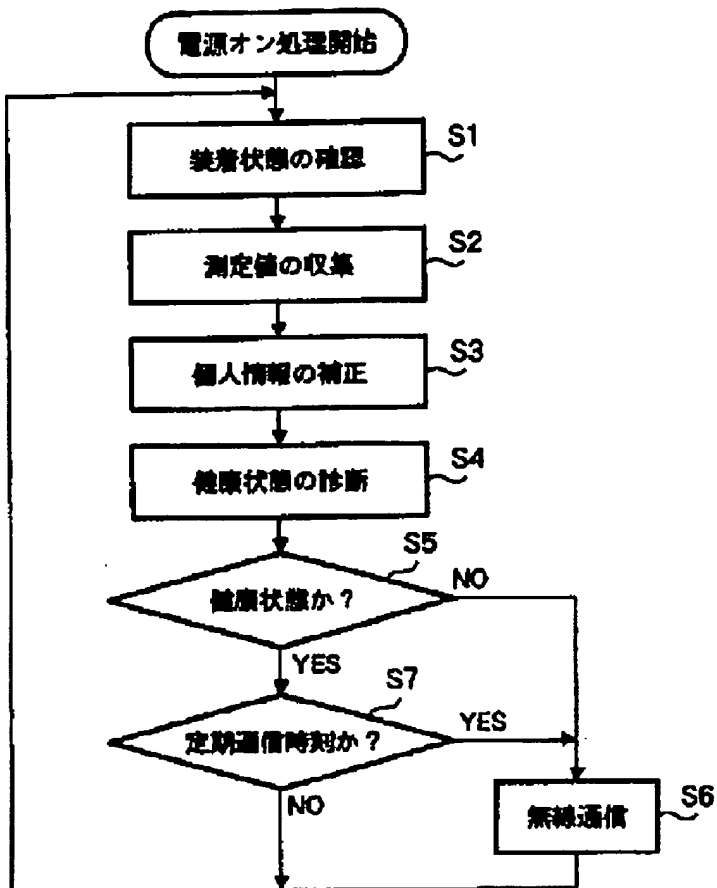 電源オン処理開始
装着状態の確認
S1
測定値の収集
S2
個人情報の補正
S3
健康状態の診断
S4
健康状態か？
S5
NO
YES
定期通信時刻か？
S7
YES
NO
無線通信
S6